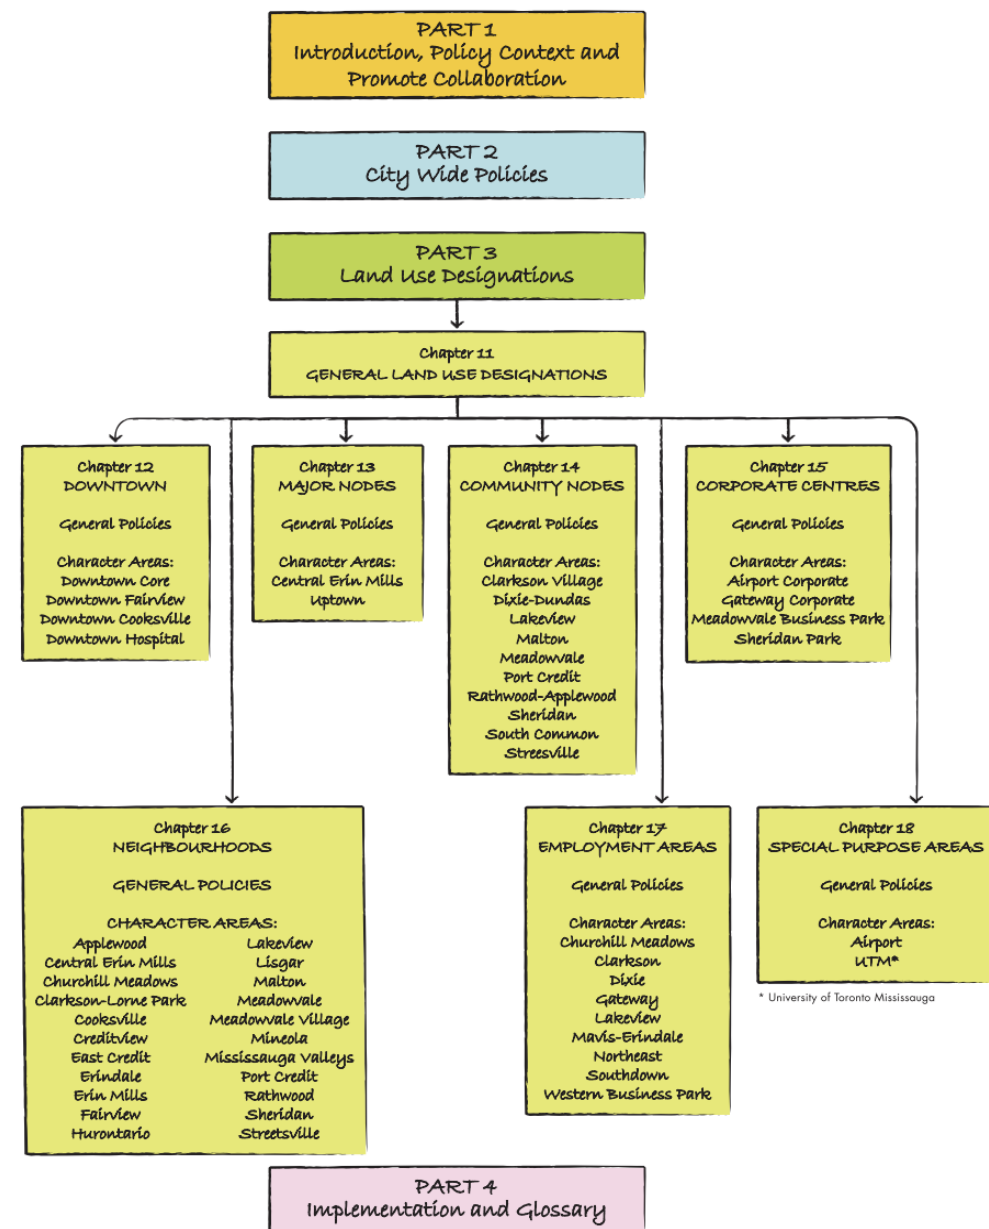 PART 1
Introduction, Policy Context and
Promote Collaboration
PART 2
City Wide Policies
PART 3
Land Use Designations
Chapter 11
GENERAL LAND USE DESIGNATIONS
Chapter 12
DOWNTOWN
General Policies
Character Areas:
Downtown Core
Downtown Fairview
Downtown Cooksville
Downtown Hospital
Chapter 13
MAJOR NODES
General Policies
Character Areas:
Central Erin Mills
Uptown
Chapter 14
COMMUNITY NODES
General Policies
Character Areas:
Clarkson Village
Dixie-Dundas
Lakeview
Malton
Meadowvale
Port Credit
Rathwood-Applewood
Sheridan
South Common
Streesville
Chapter 15
CORPORATE CENTRES
General Policies
Character Areas:
Airport Corporate
Gateway Corporate
Meadowvale Business Park
Sheridan Park
Chapter 16
NEIGHBOURHOODS
GENERAL POLICIES
CHARACTER AREAS:
Applewood
Central Erin Mills
Churchill Meadows
Clarkson-Lorne Park
Cooksville
Creditview
East Credit
Erindale
Erin Mills
Fairview
Hurontario
Lakeview
Lisgar
Malton
Meadowvale
Meadowvale Village
Mineola
Mississauga Valleys
Port Credit
Rathwood
Sheridan
Streetsville
Chapter 17
EMPLOYMENT AREAS
General Policies
Character Areas:
Churchill Meadows
Clarkson
Dixie
Gateway
Lakeview
Mavis-Erindale
Northeast
Southdown
Western Business Park
Chapter 18
SPECIAL PURPOSE AREAS
General Policies
Character Areas:
Airport
UTM*
* University of Toronto Mississauga
PART 4
Implementation and Glossary